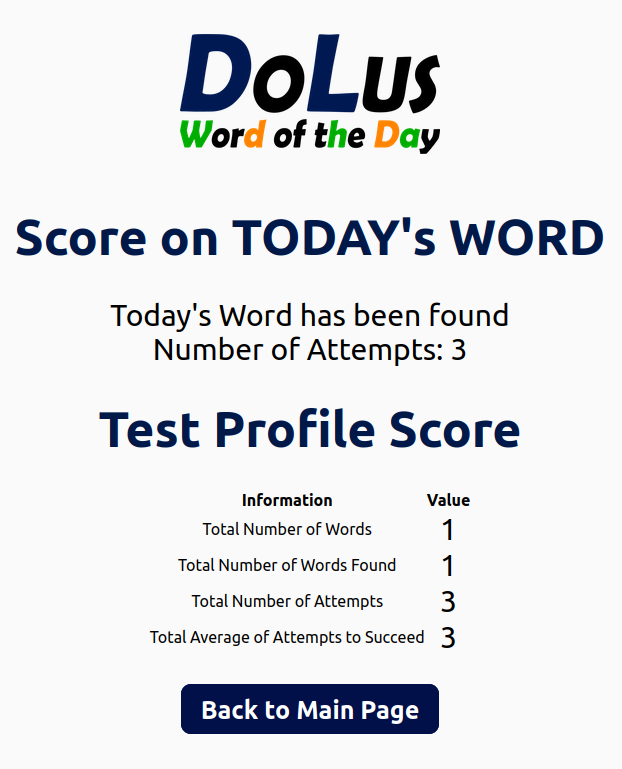 DoLus
Word of the Day
Score on TODAY's WORD
Today's Word has been found
Number of Attempts: 3
Test Profile Score
Information Value
Total Number of Words 1
Total Number of Words Found 1
Total Number of Attempts 3
Total Average of Attempts to Succeed 3
Back to Main Page